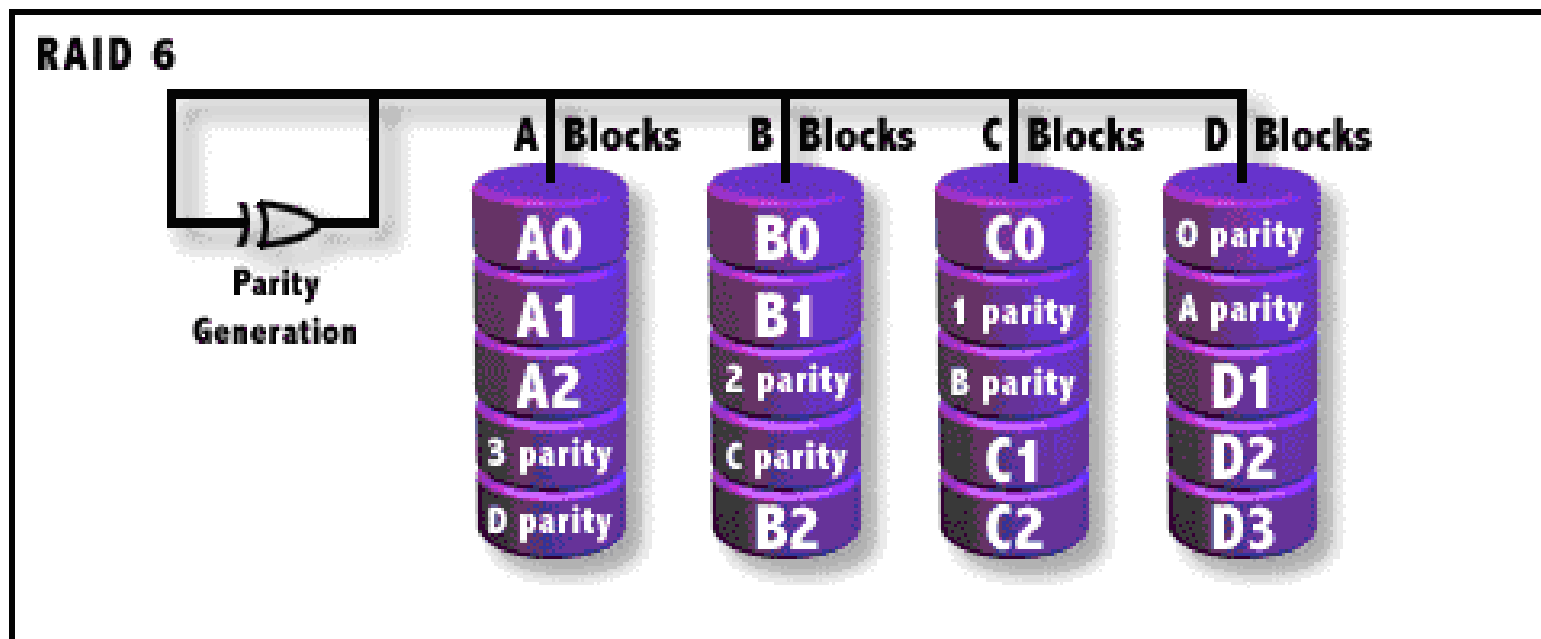 RAID 6
A Blocks B Blocks C Blocks D Blocks
A0 B0 C0 0 parity
Parity
Generation
A1 B1 1 parity A parity
A2 2 parity B parity D1
3 parity C parity C1 D2
D parity B2 C2 D3